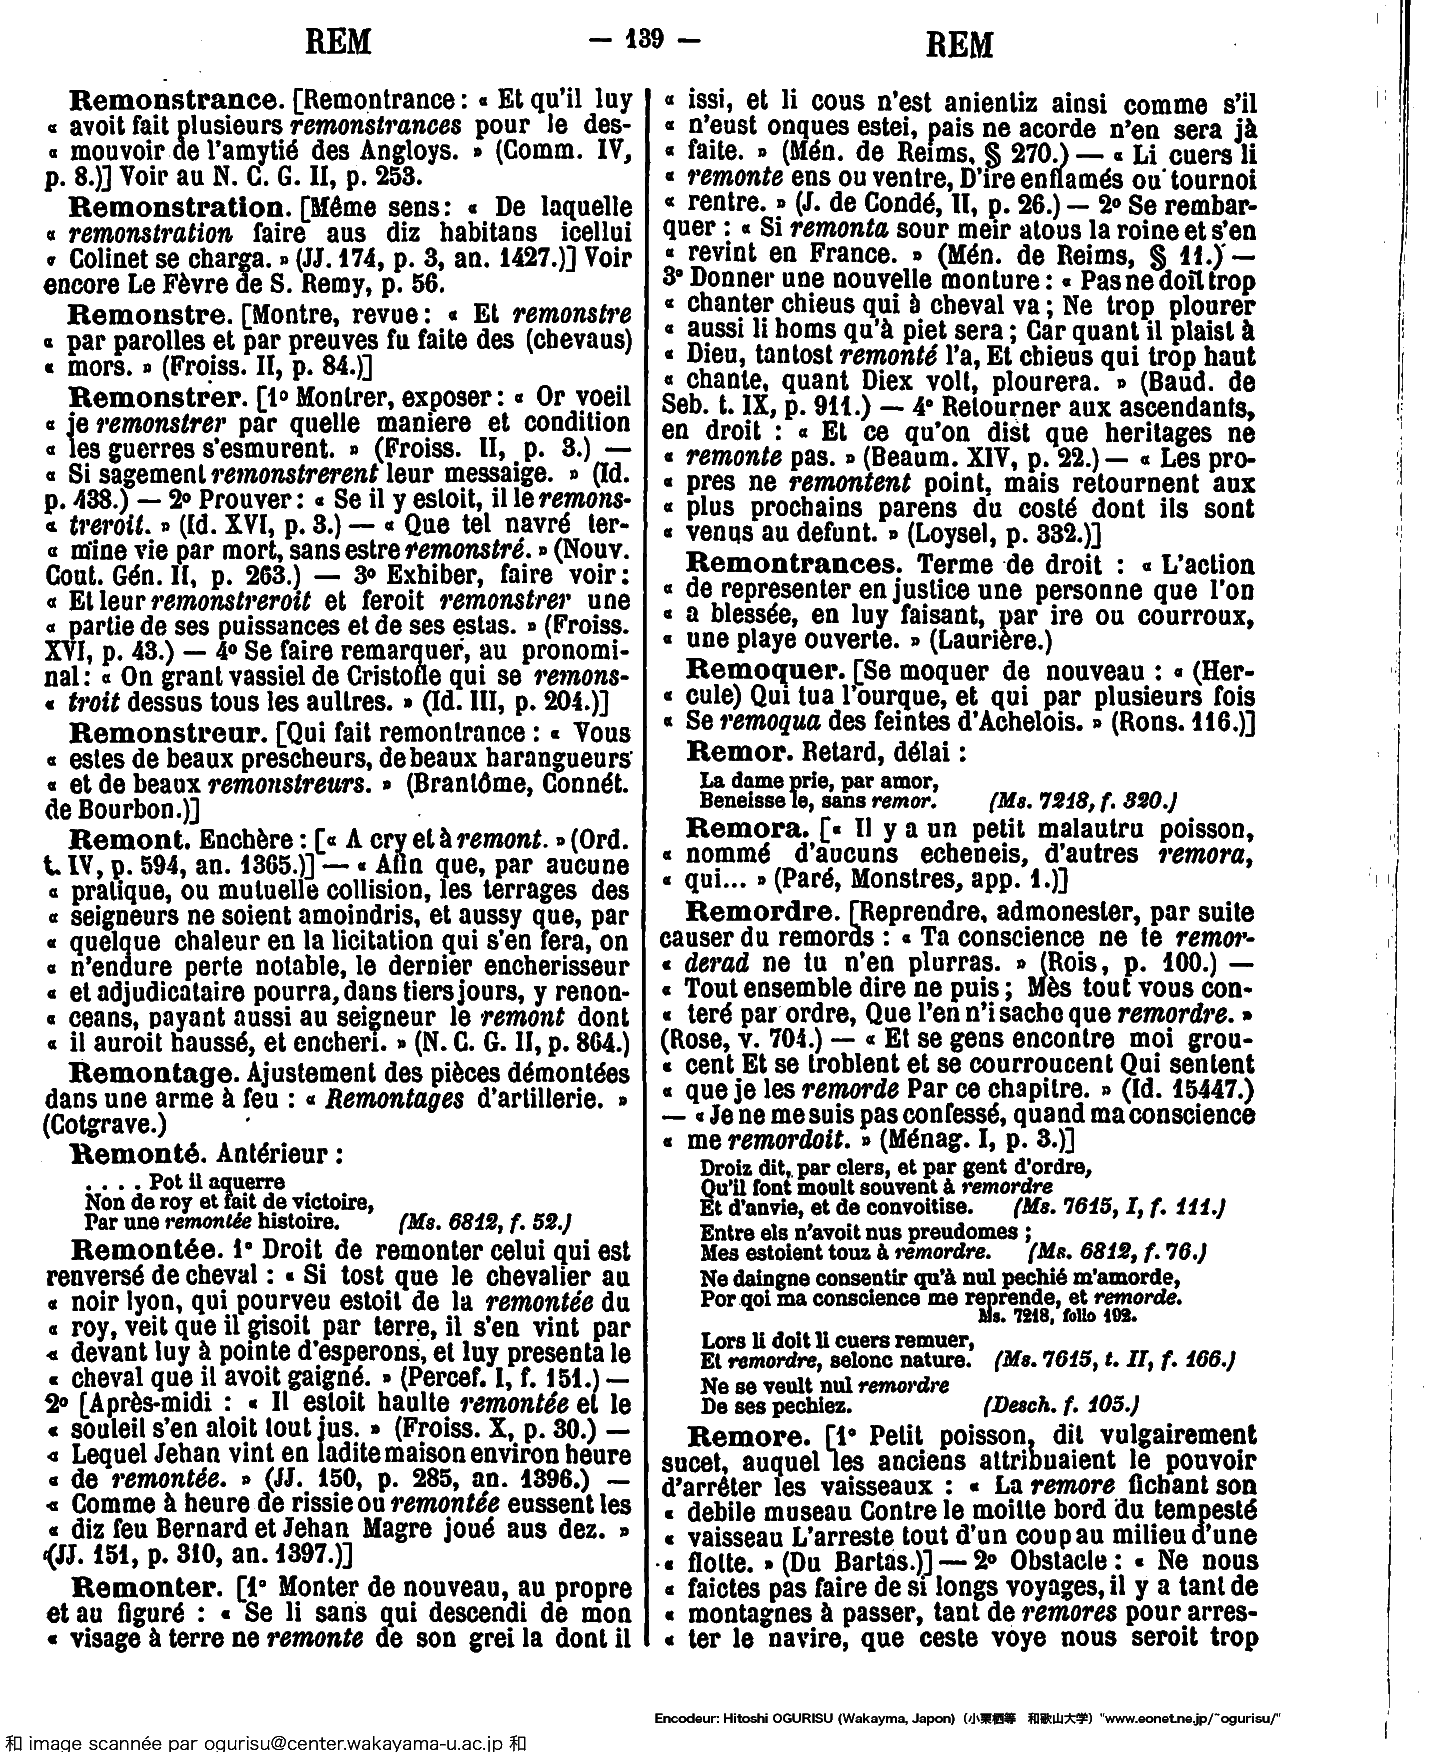 REM
— 139 —
REM
Remonstrance. [Remontrance : « Et qu'il luy
« avoit fait plusieurs remonstrances pour le des-
« mouvoir de l'amytié des Angloys. » (Comm. IV,
p. 8.)] Voir au N. C. G. II, p. 253.
Remonstration. [Même sens : « De laquelle
« remonstration faire aus diz habitans icellui
« Colinet se charga. » (JJ. 174, p. 3, an. 1427.)] Voir
encore Le Fèvre de S. Remy, p. 56.
Remonstre. [Montre, revue : « Et remonstre
« par parolles et par preuves fu faite des (chevaus)
« mors. » (Froiss. II, p. 84.)]
Remonstrer. [1º Montrer, exposer : « Or voeil
« je remonstrer par quelle maniere et condition
« les guerres s'esmurent. » (Froiss. II, p. 3.) —
« Si sagement remonstrerent leur messaige. » (Id.
p. 438.) — 2º Prouver : « Se il y estoit, il le remons-
« treroit. » (Id. XVI, p. 3.) — « Que tel navré ter-
« mine vie par mort, sans estre remonstré. » (Nouv.
Cout. Gén. II, p. 263.) — 3º Exhiber, faire voir :
« Et leur remonstreroit et feroit remonstrer une
« partie de ses puissances et de ses estas. » (Froiss.
XVI, p. 43.) — 4º Se faire remarquer, au pronomi-
nal : « On grant vassiel de Cristofle qui se remons-
« troit dessus tous les aultres. » (Id. III, p. 204.)]
Remonstreur. [Qui fait remontrance : « Vous
« estes de beaux prescheurs, de beaux harangueurs
« et de beaux remonstreurs. » (Brantôme, Connét.
de Bourbon.)]
Remont. Enchère : [« A cry et à remont. » (Ord.
t. IV, p. 594, an. 1365.)] — « Afin que, par aucune
« pratique, ou mutuelle collision, les terrages des
« seigneurs ne soient amoindris, et aussy que, par
« quelque chaleur en la licitation qui s'en fera, on
« n'endure perte notable, le dernier encherisseur
« et adjudicataire pourra, dans tiers jours, y renon-
« ceans, payant aussi au seigneur le remont dont
« il auroit haussé, et encheri. » (N. C. G. II, p. 864.)
Remontage. Ajustement des pièces démontées
dans une arme à feu : « Remontages d'artillerie. »
(Cotgrave.)
Remonté. Antérieur :
. . . . Pot il aquerre
Non de roy et fait de victoire,
Par une remontée histoire. (Ms. 6812, f. 52.)
Remontée. 1º Droit de remonter celui qui est
renversé de cheval : « Si tost que le chevalier au
« noir lyon, qui pourveu estoit de la remontée du
« roy, veit que il gisoit par terre, il s'en vint par
« devant luy à pointe d'esperons, et luy presenta le
« cheval que il avoit gaigné. » (Percef. I, f. 151.) —
2º [Après-midi : « Il estoit haulte remontée et le
« souleil s'en aloit tout jus. » (Froiss. X, p. 30.) —
« Lequel Jehan vint en ladite maison environ heure
« de remontée. » (JJ. 150, p. 285, an. 1396.) —
« Comme à heure de rissie ou remontée eussent les
« diz feu Bernard et Jehan Magre joué aus dez. »
(JJ. 151, p. 310, an. 1397.)]
Remonter. [1º Monter de nouveau, au propre
et au figuré : « Se li sans qui descendi de mon
« visage à terre ne remonte de son grei la dont il
« issi, et li cous n'est anientiz ainsi comme s'il
« n'eust onques estei, pais ne acorde n'en sera jà
« faite. » (Mén. de Reims, § 270.) — « Li cuers li
« remonte ens ou ventre, D'ire enflamés ou tournoi
« rentre. » (J. de Condé, II, p. 26.) — 2º Se rembar-
quer : « Si remonta sour meir atous la roine et s'en
« revint en France. » (Mén. de Reims, § 11.) —
3º Donner une nouvelle monture : « Pas ne doit trop
« chanter chieus qui à cheval va ; Ne trop plourer
« aussi li homs qu'à piet sera ; Car quant il plaist à
« Dieu, tantost remonté l'a, Et chieus qui trop haut
« chante, quant Diex volt, plourera. » (Baud. de
Seb. t. IX, p. 911.) — 4º Retourner aux ascendants,
en droit : « Et ce qu'on dist que heritages ne
« remonte pas. » (Beaum. XIV, p. 22.) — « Les pro-
« pres ne remontent point, mais retournent aux
« plus prochains parens du costé dont ils sont
« venus au defunt. » (Loysel, p. 332.)]
Remontrances. Terme de droit : « L'action
« de representer en justice une personne que l'on
« a blessée, en luy faisant, par ire ou courroux,
« une playe ouverte. » (Laurière.)
Remoquer. [Se moquer de nouveau : « (Her-
« cule) Qui tua l'ourque, et qui par plusieurs fois
« Se remoqua des feintes d'Achelois. » (Rons. 116.)]
Remor. Retard, délai :
La dame prie, par amor,
Beneisse le, sans remor. (Ms. 7218, f. 320.)
Remora. [« Il y a un petit malautru poisson,
« nommé d'aucuns echeneis, d'autres remora,
« qui... » (Paré, Monstres, app. 1.)]
Remordre. [Reprendre, admonester, par suite
causer du remords : « Ta conscience ne te remor-
« derad ne tu n'en plurras. » (Rois, p. 100.) —
« Tout ensemble dire ne puis ; Mès tout vous con-
« teré par ordre, Que l'en n'i sache que remordre. »
(Rose, v. 704.) — « Et se gens encontre moi grou-
« cent Et se troblent et se courroucent Qui sentent
« que je les remorde Par ce chapitre. » (Id. 15447.)
— « Je ne me suis pas confessé, quand ma conscience
« me remordoit. » (Ménag. I, p. 3.)]
Droiz dit, par clers, et par gent d'ordre,
Qu'il font moult souvent à remordre
Et d'anvie, et de convoitise. (Ms. 7615, I, f. 111.)
Entre els n'avoit nus preudomes ;
Mes estoient touz à remordre. (Ms. 6812, f. 76.)
Ne daingne consentir qu'à nul pechié m'amorde,
Por qoi ma conscience me reprende, et remorde.
Ms. 7218, folio 192.
Lors li doit li cuers remuer,
Et remordre, selonc nature. (Ms. 7615, t. II, f. 166.)
Ne se veult nul remordre
De ses pechiez. (Desch. f. 105.)
Remore. [1º Petit poisson, dit vulgairement
sucet, auquel les anciens attribuaient le pouvoir
d'arrêter les vaisseaux : « La remore fichant son
« debile museau Contre le moitte bord du tempesté
« vaisseau L'arreste tout d'un coup au milieu d'une
« flotte. » (Du Bartas.)] — 2º Obstacle : « Ne nous
« faictes pas faire de si longs voyages, il y a tant de
« montagnes à passer, tant de remores pour arres-
« ter le navire, que ceste voye nous seroit trop
Encodeur: Hitoshi OGURISU (Wakayma, Japon) (小栗栖等 和歌山大学) "www.eonet.ne.jp/~ogurisu/"
和 image scannée par ogurisu@center.wakayama-u.ac.jp 和